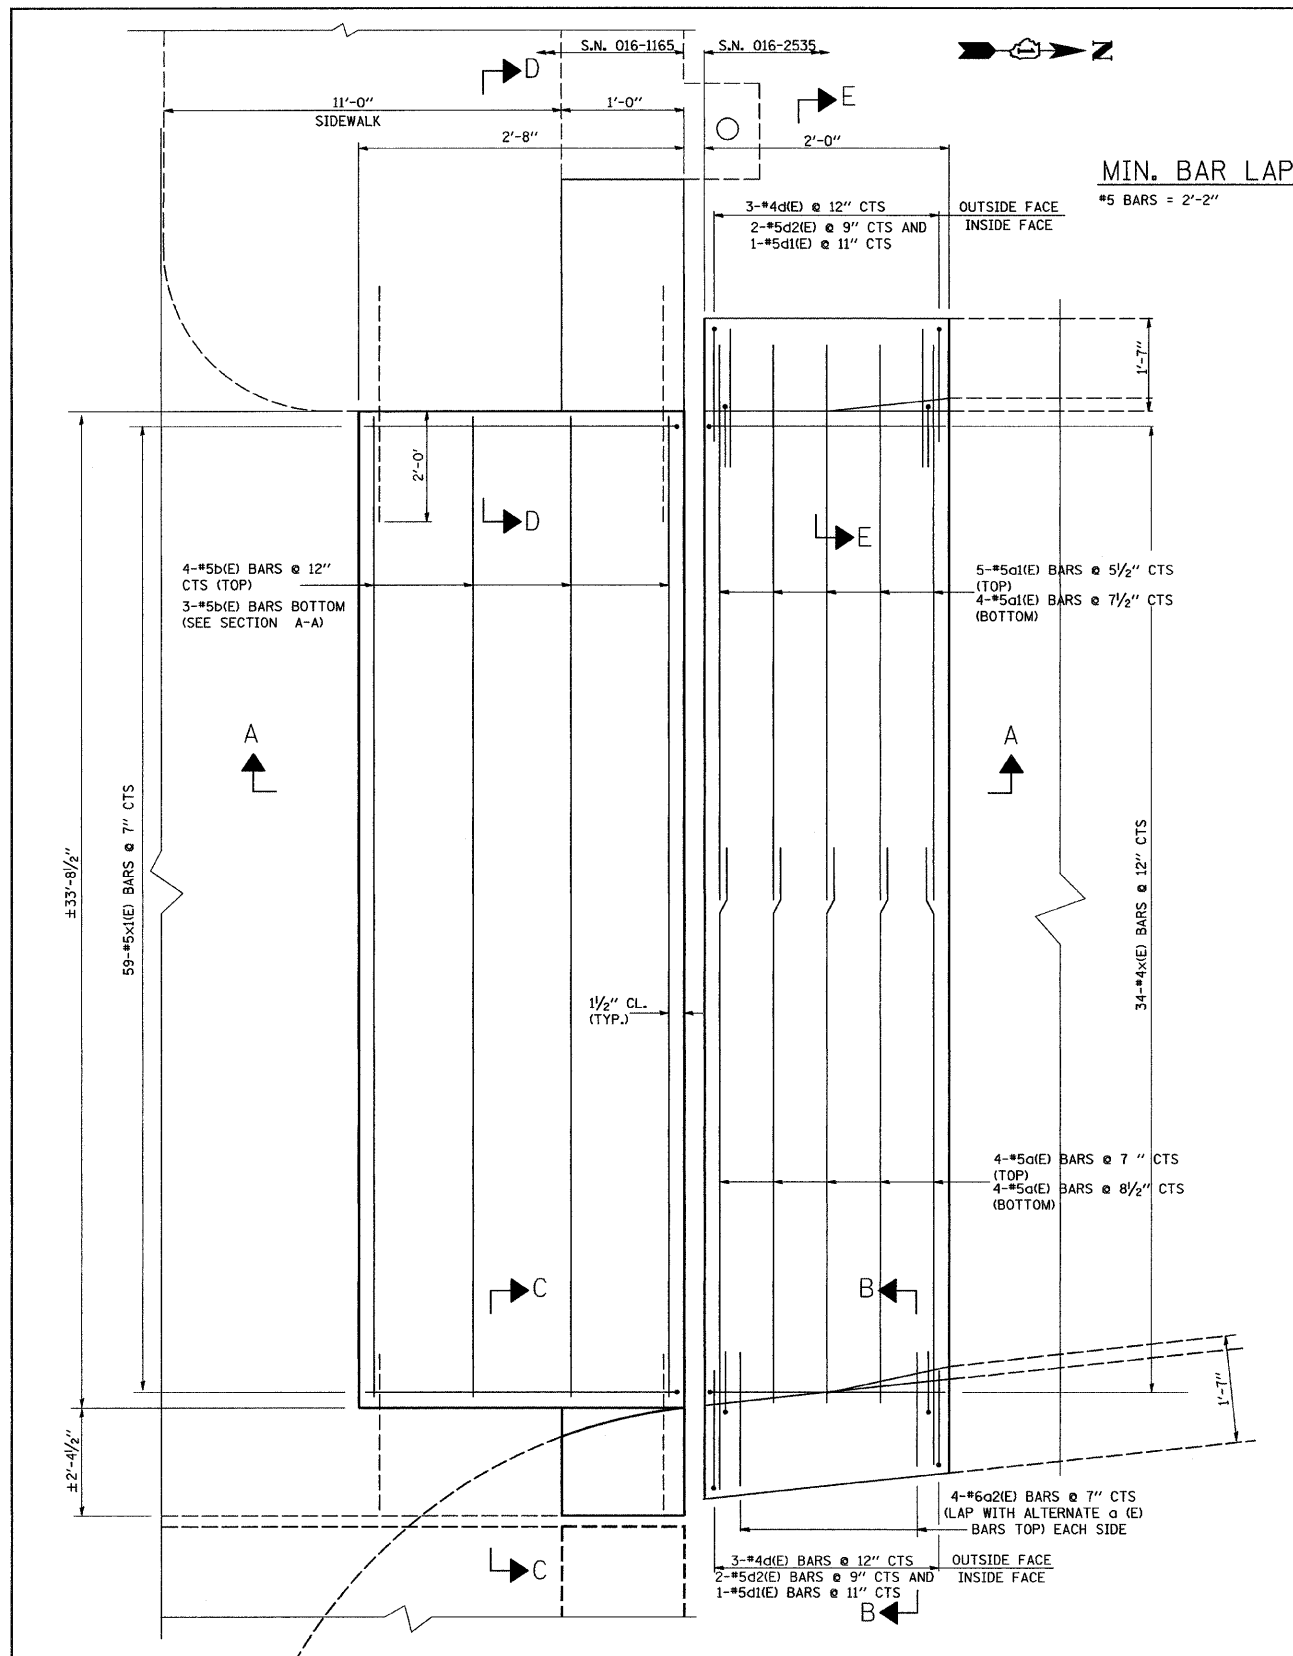 S.N. 016-1165
S.N. 016-2535
N
D
E
11'-0"
SIDEWALK
1'-0"
2'-8"
2'-0"
MIN. BAR LAP
#5 BARS = 2'-2"
3-#4d(E) @ 12" CTS
OUTSIDE FACE
2-#5d2(E) @ 9" CTS AND
1-#5d1(E) @ 11" CTS
INSIDE FACE
1'-7"
2'-0'
D
E
4-#5b(E) BARS @ 12"
CTS (TOP)
3-#5b(E) BARS BOTTOM
(SEE SECTION A-A)
5-#5a1(E) BARS @ 5½" CTS
(TOP)
4-#5a1(E) BARS @ 7½" CTS
(BOTTOM)
A
A
59-#5x1(E) BARS @ 7" CTS
±33'-8½"
34-#4x(E) BARS @ 12" CTS
1½" CL.
(TYP.)
4-#5a(E) BARS @ 7 " CTS
(TOP)
4-#5a(E) BARS @ 8½" CTS
(BOTTOM)
C
B
1'-7"
±2'-4½"
4-#6a2(E) BARS @ 7" CTS
(LAP WITH ALTERNATE a (E)
BARS TOP) EACH SIDE
C
3-#4d(E) BARS @ 12" CTS
OUTSIDE FACE
2-#5d2(E) BARS @ 9" CTS AND
1-#5d1(E) BARS @ 11" CTS
INSIDE FACE
B